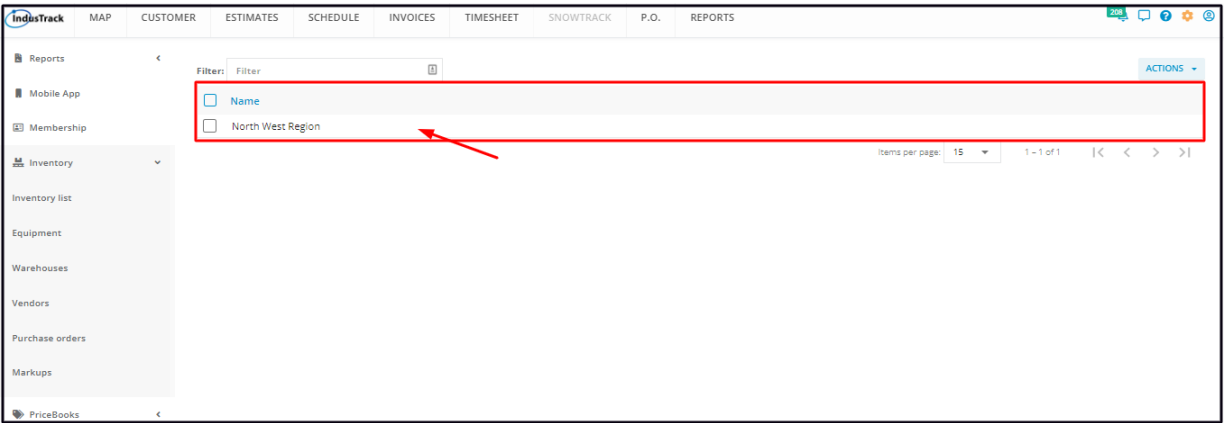 IndusTrack MAP CUSTOMER ESTIMATES SCHEDULE INVOICES TIMESHEET SNOWTRACK P.O. REPORTS 208
Reports
Filter: Filter ACTIONS
Mobile App
Name
Membership
North West Region
Inventory
Items per page: 15 1 – 1 of 1
Inventory list
Equipment
Warehouses
Vendors
Purchase orders
Markups
PriceBooks